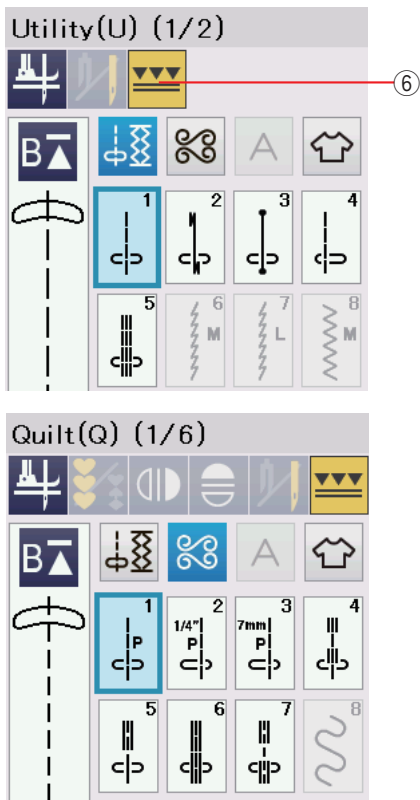 Utility(U) (1/2)
⑥
B
A
1 2 3 4
5 6 M 7 L 8 M
Quilt(Q) (1/6)
B
A
1 P 2 1/4" P 3 7mm P 4
5 6 7 8